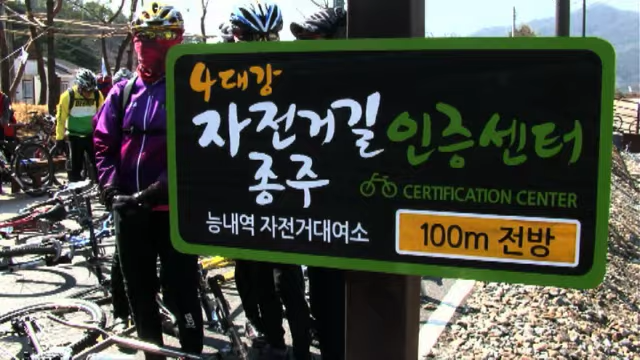 4대강
자전거길 인증센터
종주
CERTIFICATION CENTER
능내역 자전거대여소
100m 전방